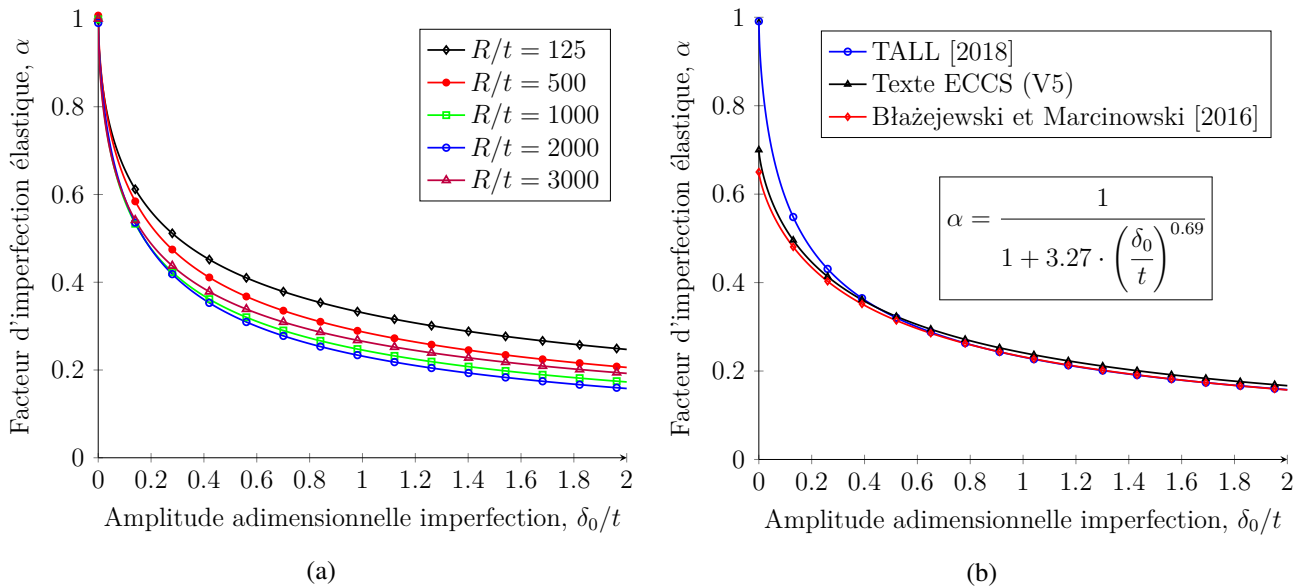 1
0.8
0.6
0.4
0.2
0
0
0.2
0.4
0.6
0.8
1
1.2
1.4
1.6
1.8
2
Facteur d'imperfection élastique, α
Amplitude adimensionnelle imperfection, δ₀/t
R/t = 125
R/t = 500
R/t = 1000
R/t = 2000
R/t = 3000
(a)
1
0.8
0.6
0.4
0.2
0
0
0.2
0.4
0.6
0.8
1
1.2
1.4
1.6
1.8
2
Facteur d'imperfection élastique, α
Amplitude adimensionnelle imperfection, δ₀/t
TALL [2018]
Texte ECCS (V5)
Błażejewski et Marcinowski [2016]
α = 1 / (1 + 3.27 · (δ₀/t)^0.69)
(b)